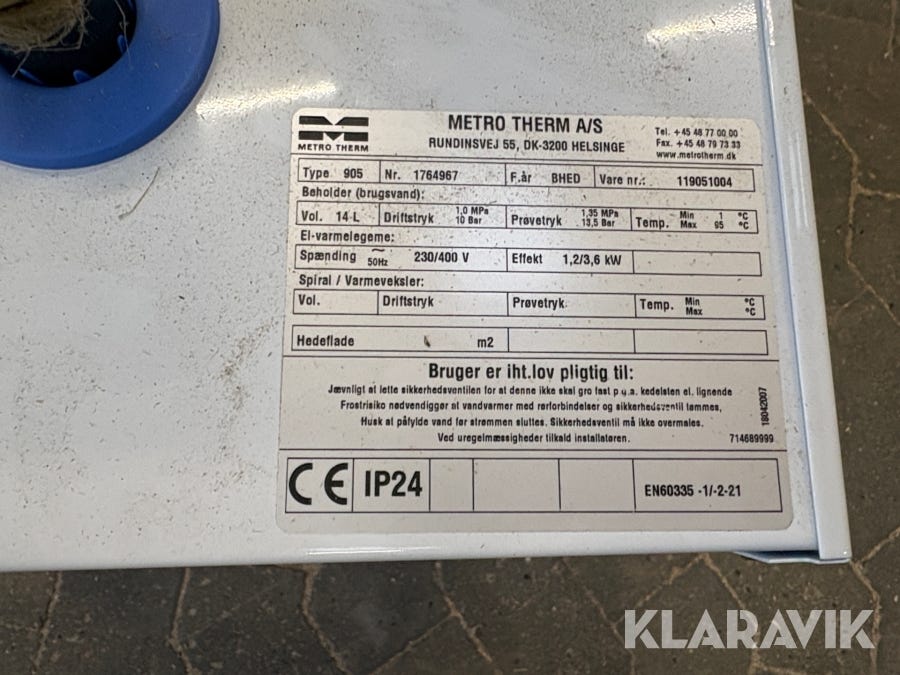 METRO THERM
METRO THERM A/S
RUNDINSVEJ 55, DK-3200 HELSINGE
Tel. +45 48 77 00 00
Fax. +45 48 79 73 33
www.metrotherm.dk
Type 905 Nr. 1764967 F.år BHED Vare nr.: 119051004
Beholder (brugsvand):
Vol. 14 L Driftstryk 1,0 MPa 10 Bar Prøvetryk 1,35 MPa 13,5 Bar Temp. Min 1 °C Max 95 °C
El-varmelegeme:
Spænding ~ 50Hz 230/400 V Effekt 1,2/3,6 kW
Spiral / Varmeveksler:
Vol. Driftstryk Prøvetryk Temp. Min °C Max °C
Hedeflade m2
Bruger er iht.lov pligtig til:
Jævnligt at lette sikkerhedsventilen for at denne ikke skal gro fast p.g.a. kedelsten el. lignende
Frostrisiko nødvendiggør at vandvarmer med rørforbindelser og sikkerhedsventil tømmes,
Husk at påfylde vand før strømmen sluttes. Sikkerhedsventil må ikke overmales.
Ved uregelmæssigheder tilkald installatøren.
18042007
714689999
CE IP24 EN60335 -1/-2-21
KLARAVIK